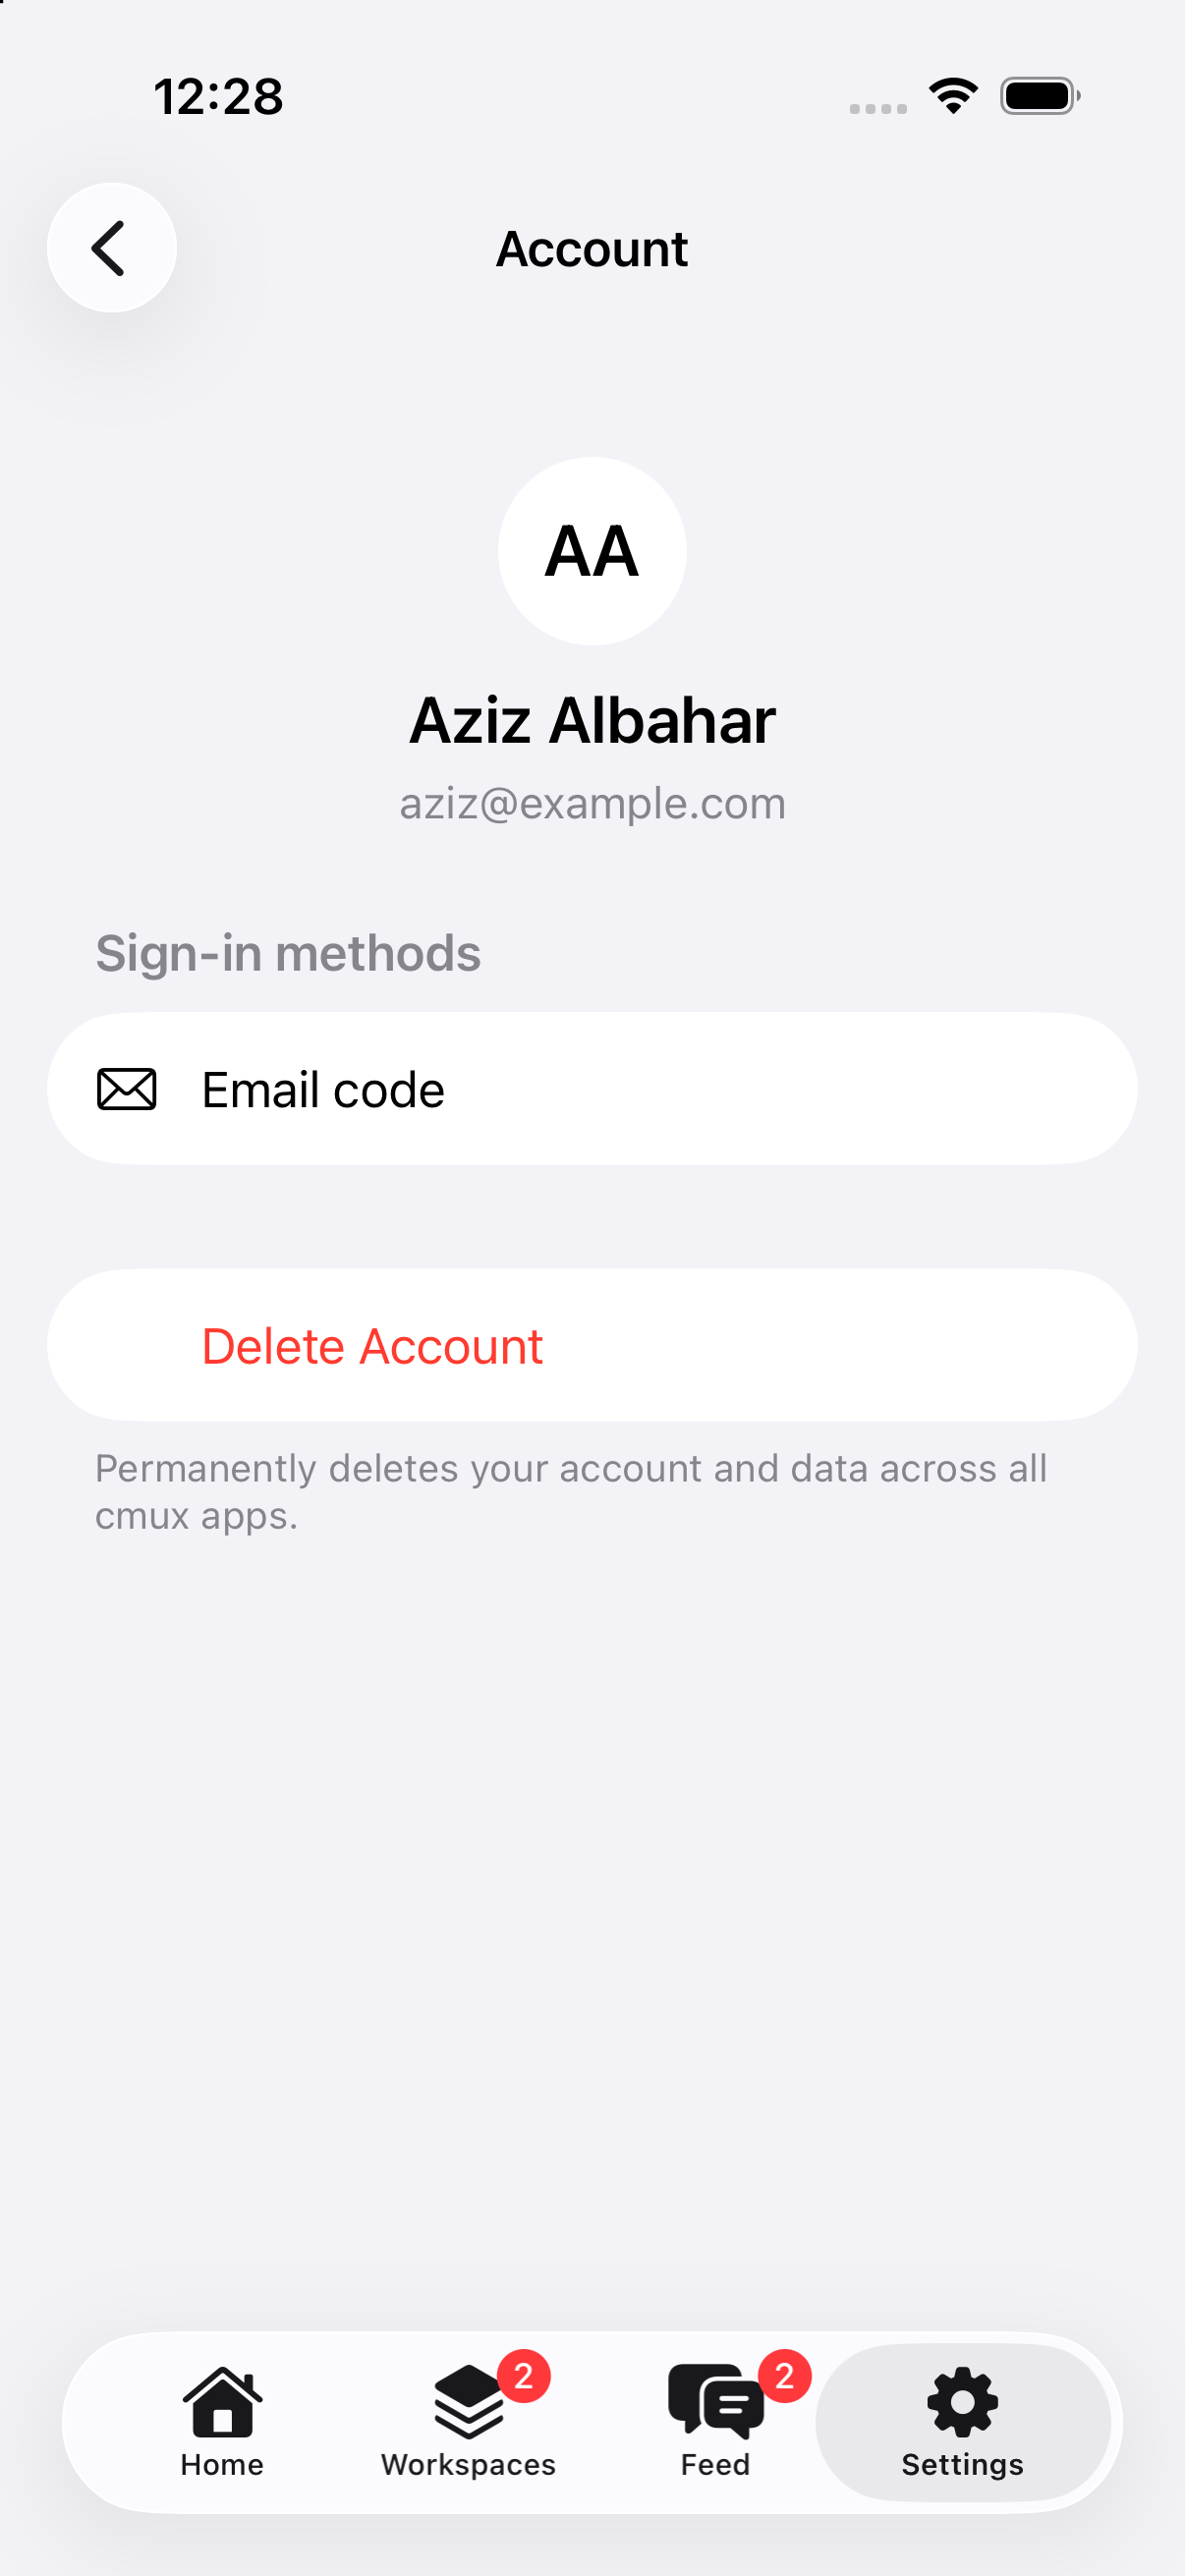 12:28
Account
AA
Aziz Albahar
aziz@example.com
Sign-in methods
Email code
Delete Account
Permanently deletes your account and data across all
cmux apps.
2
2
Home
Workspaces
Feed
Settings